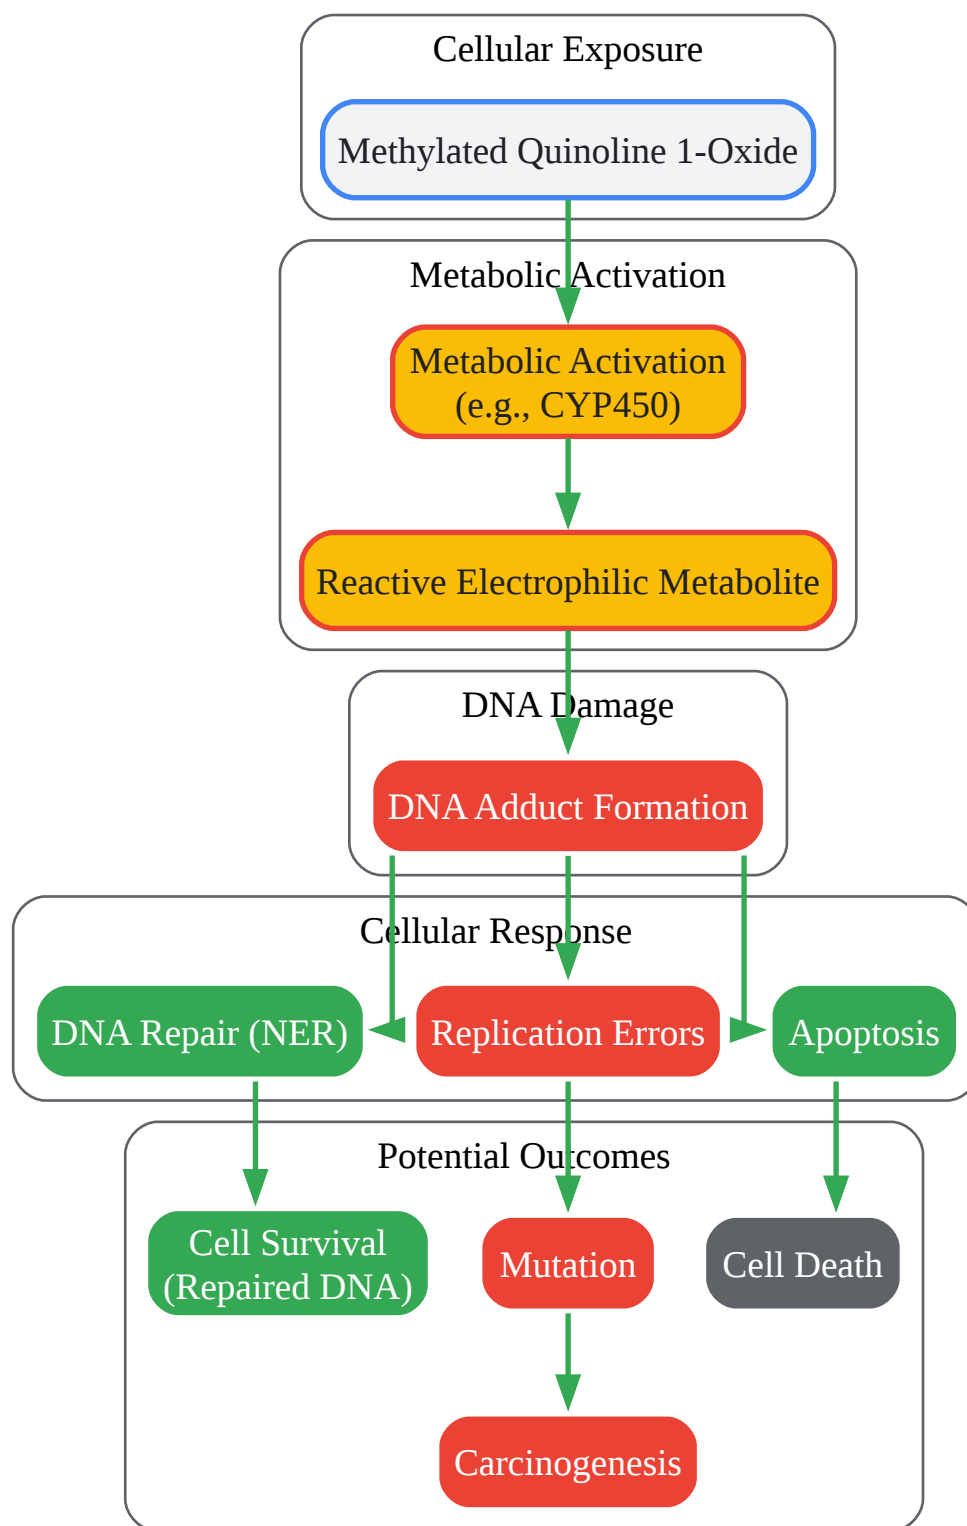 Cellular Exposure
Methylated Quinoline 1-Oxide
Metabolic Activation
Metabolic Activation
(e.g., CYP450)
Reactive Electrophilic Metabolite
DNA Damage
DNA Adduct Formation
Cellular Response
DNA Repair (NER)
Replication Errors
Apoptosis
Potential Outcomes
Cell Survival
(Repaired DNA)
Mutation
Cell Death
Carcinogenesis